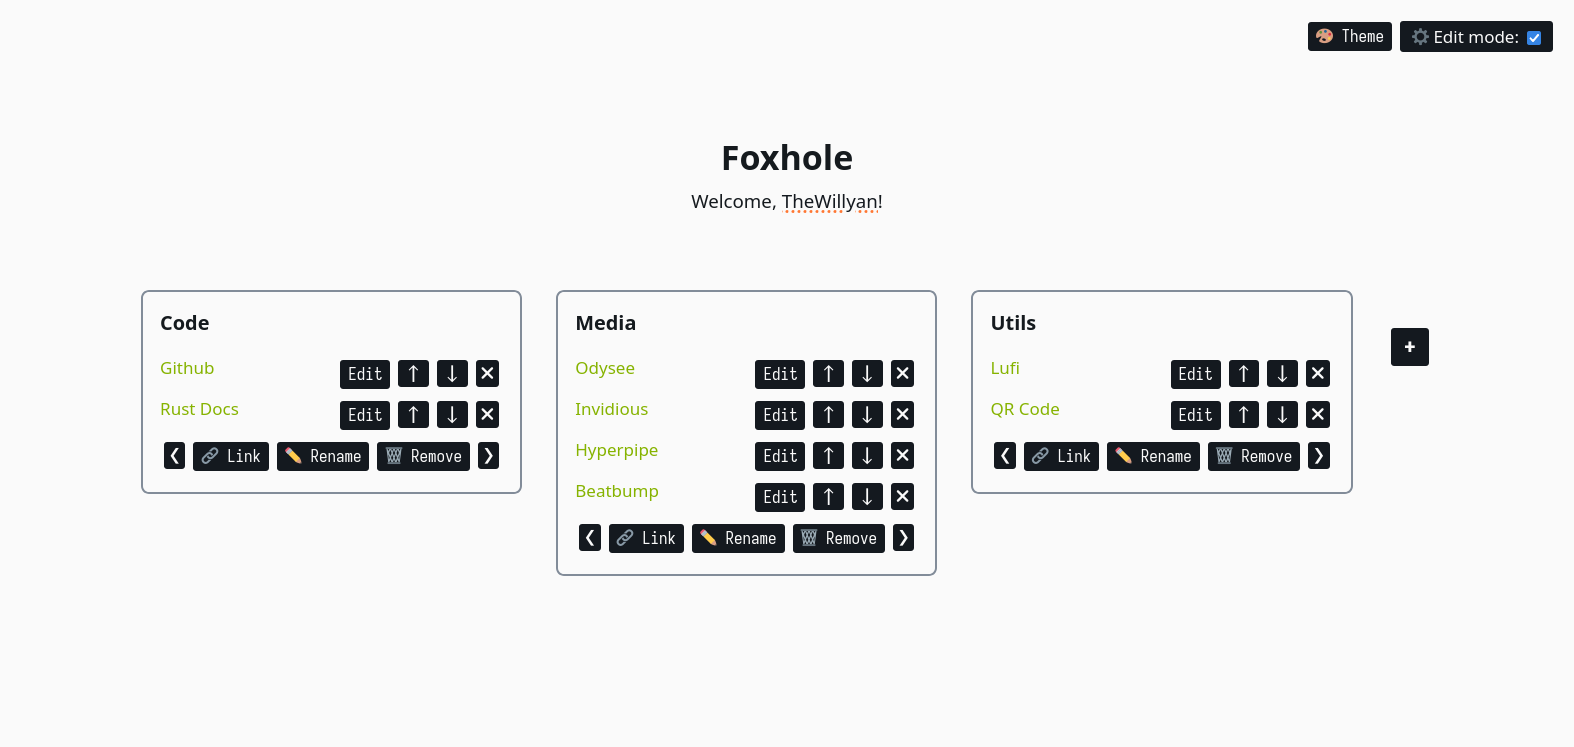 🎨 Theme ⚙ Edit mode:
Foxhole
Welcome, TheWillyan!
Code
Github Edit ↑ ↓ ✕
Rust Docs Edit ↑ ↓ ✕
❮ 🔗 Link ✏️ Rename 🗑 Remove ❯
Media
Odysee Edit ↑ ↓ ✕
Invidious Edit ↑ ↓ ✕
Hyperpipe Edit ↑ ↓ ✕
Beatbump Edit ↑ ↓ ✕
❮ 🔗 Link ✏️ Rename 🗑 Remove ❯
Utils
Lufi Edit ↑ ↓ ✕
QR Code Edit ↑ ↓ ✕
❮ 🔗 Link ✏️ Rename 🗑 Remove ❯
+